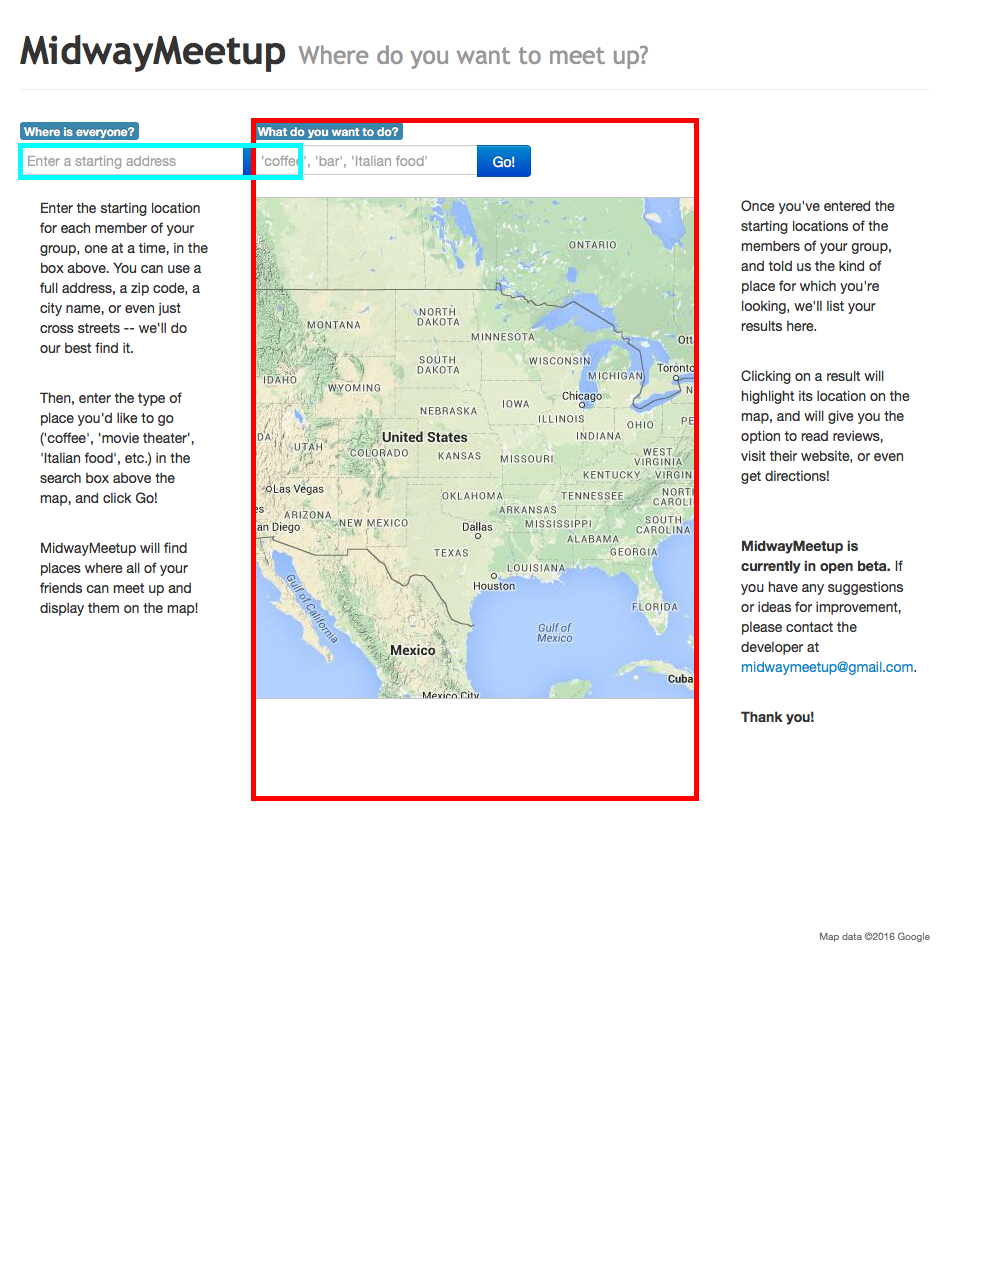 MidwayMeetup Where do you want to meet up?
Where is everyone?
Enter a starting address
What do you want to do?
'coffee', 'bar', 'Italian food'
Go!
Enter the starting location
for each member of your
group, one at a time, in the
box above. You can use a
full address, a zip code, a
city name, or even just
cross streets -- we'll do
our best find it.
Then, enter the type of
place you'd like to go
('coffee', 'movie theater',
'Italian food', etc.) in the
search box above the
map, and click Go!
MidwayMeetup will find
places where all of your
friends can meet up and
display them on the map!
ONTARIO
MONTANA
NORTH
DAKOTA
MINNESOTA
Ott
SOUTH
DAKOTA
WISCONSIN
MICHIGAN
Toronto
IDAHO
WYOMING
Chicago
N
NEBRASKA
IOWA
ILLINOIS
OHIO
PE
DA
UTAH
United States
COLORADO
KANSAS
MISSOURI
INDIANA
WEST
VIRGINIA
KENTUCKY
VIRGIN
Las Vegas
OKLAHOMA
TENNESSEE
NORTH
CAROLI
es
ARIZONA
an Diego
NEW MEXICO
ARKANSAS
Dallas
MISSISSIPPI
SOUTH
CAROLINA
ALABAMA
TEXAS
GEORGIA
LOUISIANA
Houston
Gulf of California
FLORIDA
Gulf of
Mexico
Mexico
Cuba
Mexico City
Once you've entered the
starting locations of the
members of your group,
and told us the kind of
place for which you're
looking, we'll list your
results here.
Clicking on a result will
highlight its location on the
map, and will give you the
option to read reviews,
visit their website, or even
get directions!
MidwayMeetup is
currently in open beta. If
you have any suggestions
or ideas for improvement,
please contact the
developer at
midwaymeetup@gmail.com.
Thank you!
Map data ©2016 Google